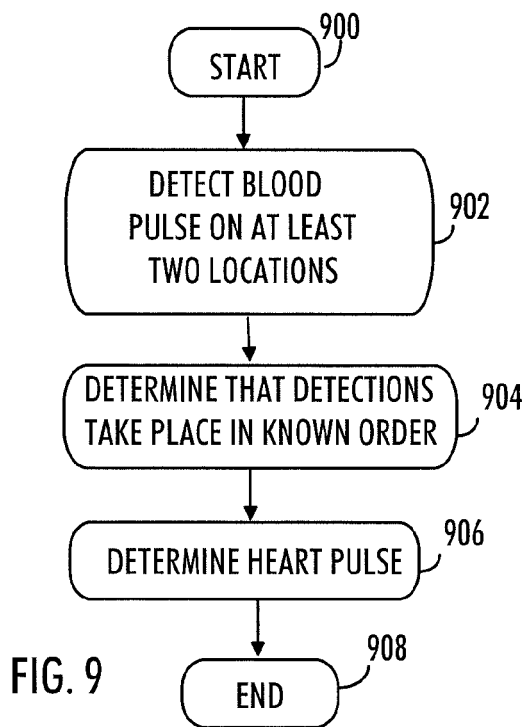 900
START
DETECT BLOOD
PULSE ON AT LEAST
TWO LOCATIONS
902
DETERMINE THAT DETECTIONS
TAKE PLACE IN KNOWN ORDER
904
DETERMINE HEART PULSE
906
END
908
FIG. 9